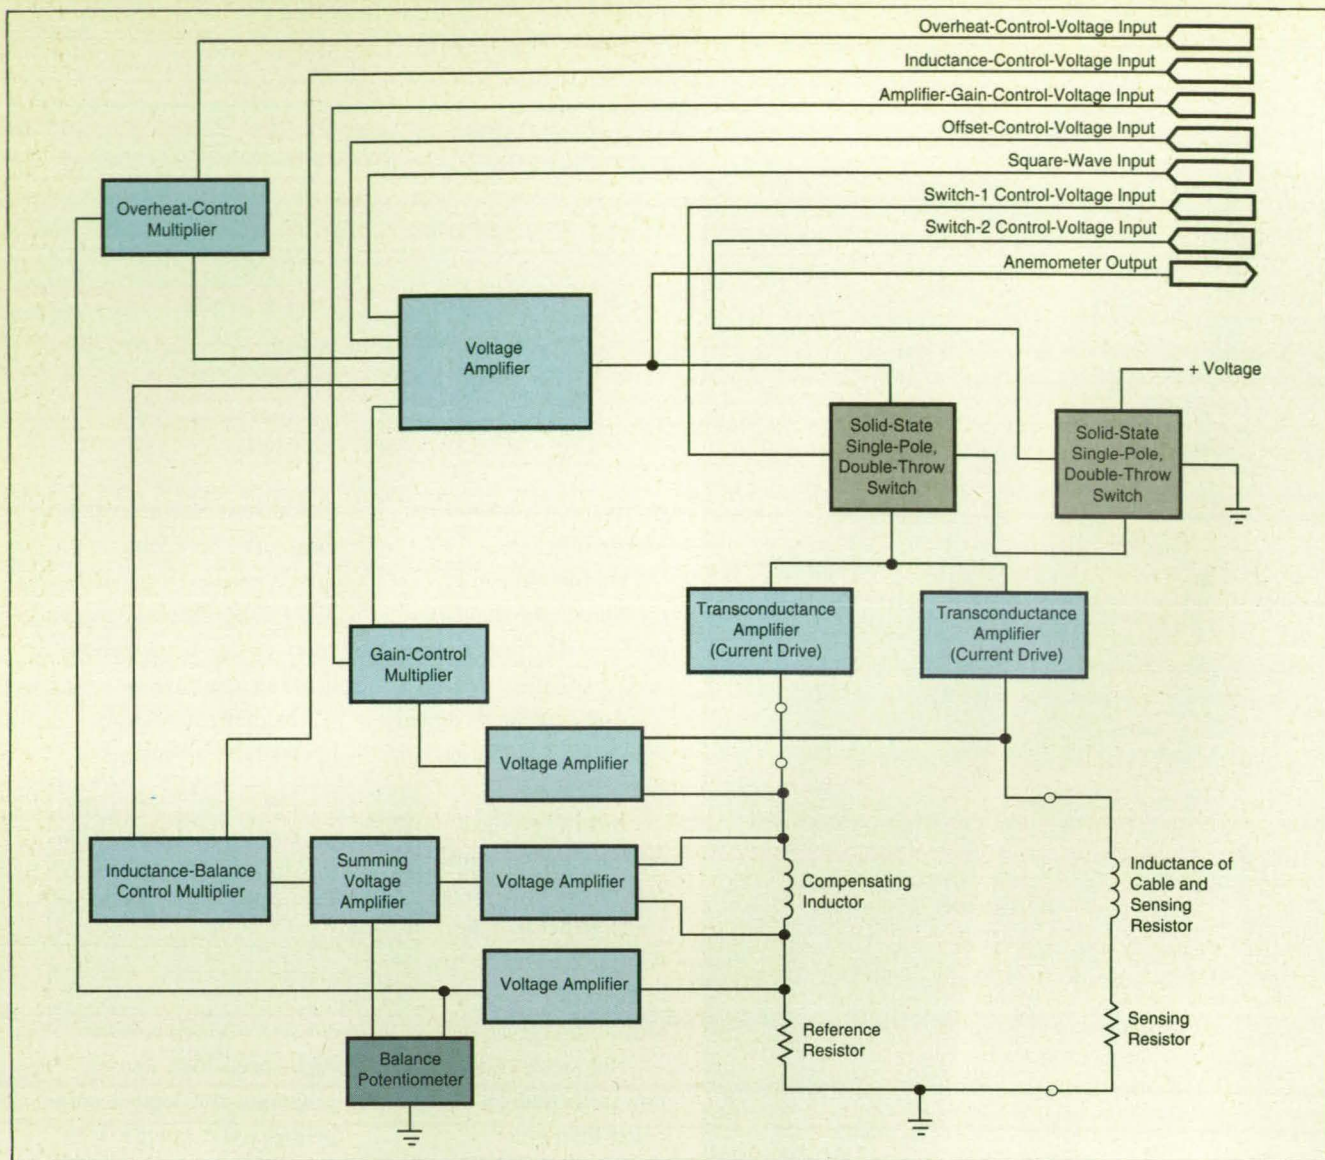 Overheat-Control-Voltage Input
Inductance-Control-Voltage Input
Amplifier-Gain-Control-Voltage Input
Offset-Control-Voltage Input
Square-Wave Input
Switch-1 Control-Voltage Input
Switch-2 Control-Voltage Input
Anemometer Output
Overheat-Control
Multiplier
Voltage
Amplifier
+ Voltage
Solid-State
Single-Pole,
Double-Throw
Switch
Solid-State
Single-Pole,
Double-Throw
Switch
Transconductance
Amplifier
(Current Drive)
Transconductance
Amplifier
(Current Drive)
Gain-Control
Multiplier
Voltage Amplifier
Inductance-Balance
Control Multiplier
Summing
Voltage
Amplifier
Voltage Amplifier
Compensating
Inductor
Inductance of
Cable and
Sensing
Resistor
Voltage Amplifier
Reference
Resistor
Sensing
Resistor
Balance
Potentiometer